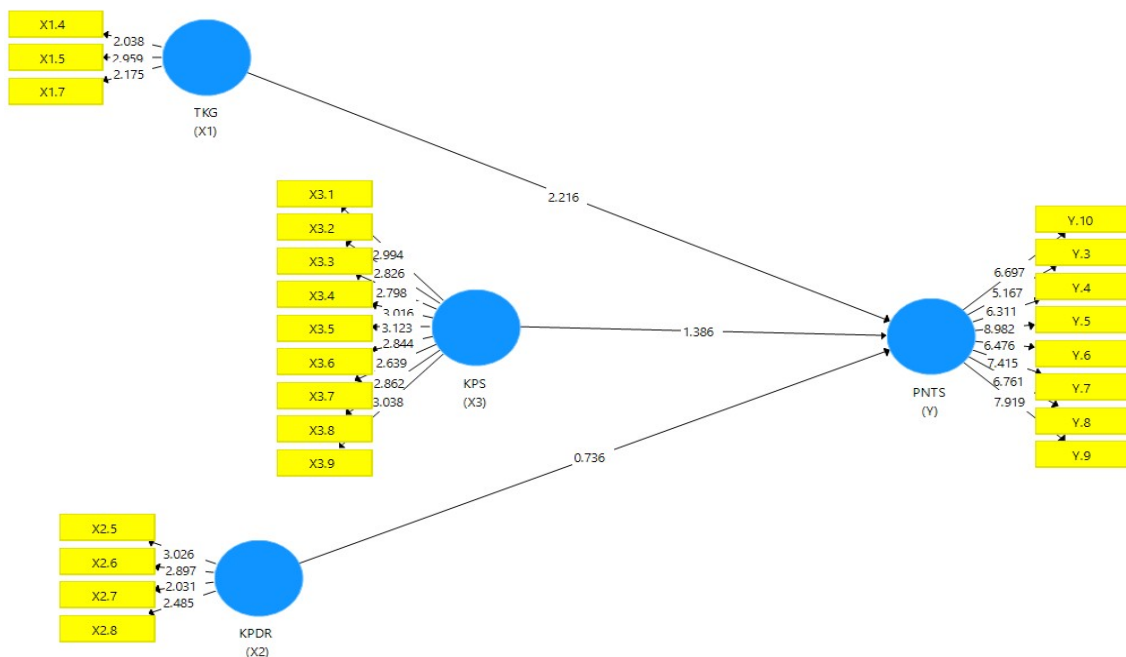 X1.4
X1.5
X1.7
2.038
2.959
2.175
TKG
(X1)
2.216
X3.1
X3.2
X3.3
X3.4
X3.5
X3.6
X3.7
X3.8
X3.9
2.994
2.826
2.798
3.016
3.123
2.844
2.639
2.862
3.038
KPS
(X3)
1.386
X2.5
X2.6
X2.7
X2.8
3.026
2.897
2.031
2.485
KPDR
(X2)
0.736
PNTS
(Y)
6.697
5.167
6.311
8.982
6.476
7.415
6.761
7.919
Y.10
Y.3
Y.4
Y.5
Y.6
Y.7
Y.8
Y.9